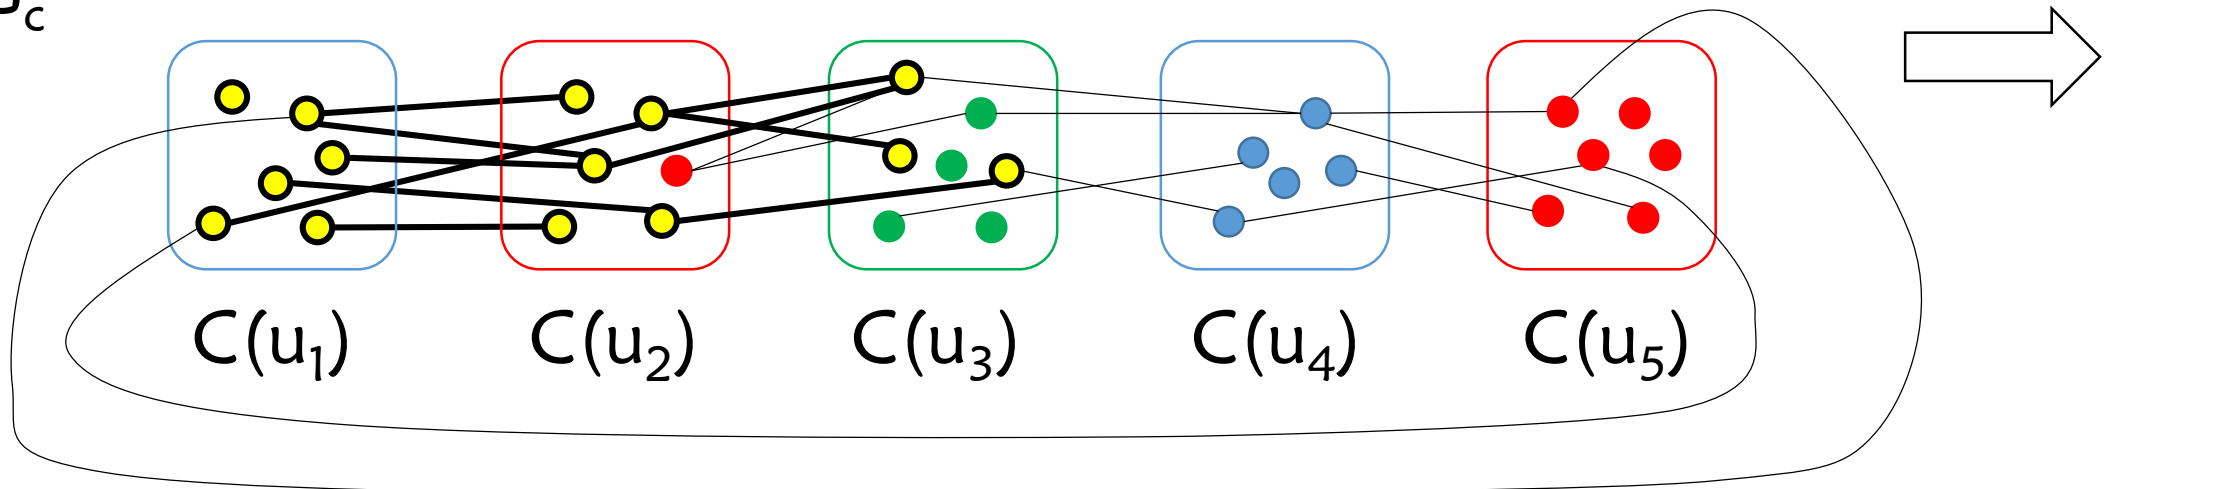 C(u₁) C(u₂) C(u₃) C(u₄) C(u₅)